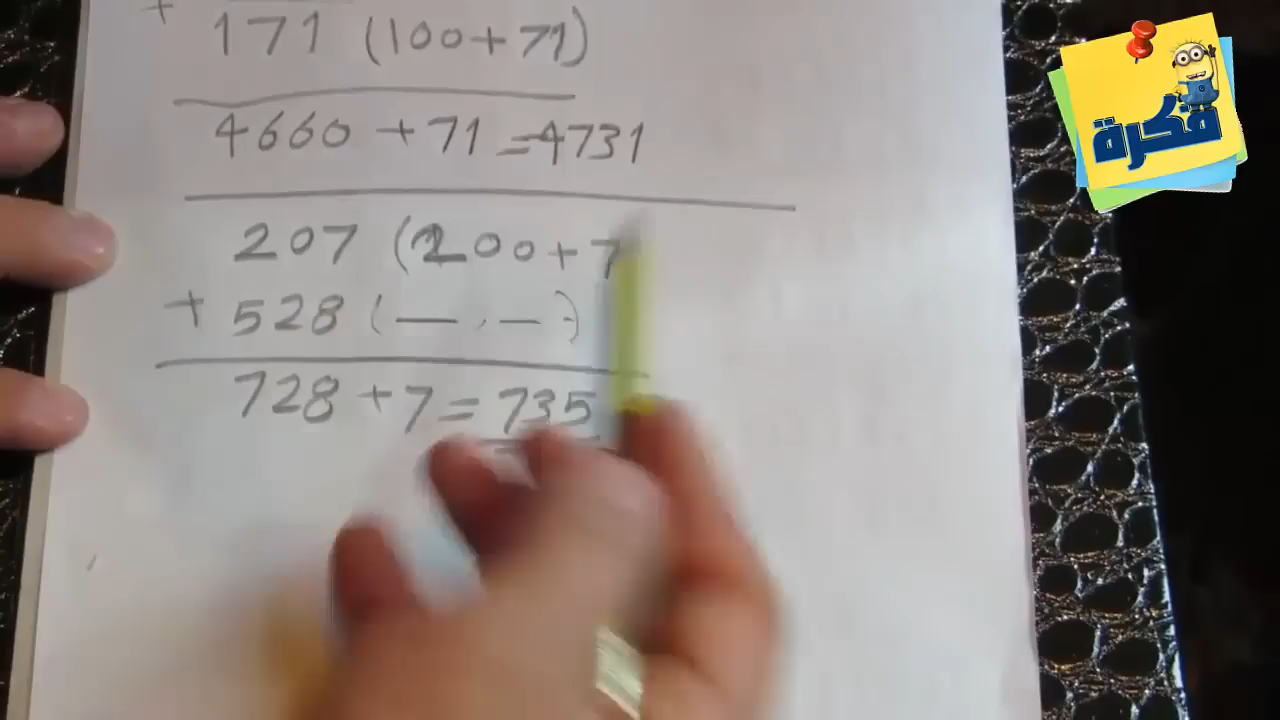 + 171 (100+71)
4660 +71 =4731
207 (200+7
+ 528 ( — . — )
728 +7= 735
فكرة